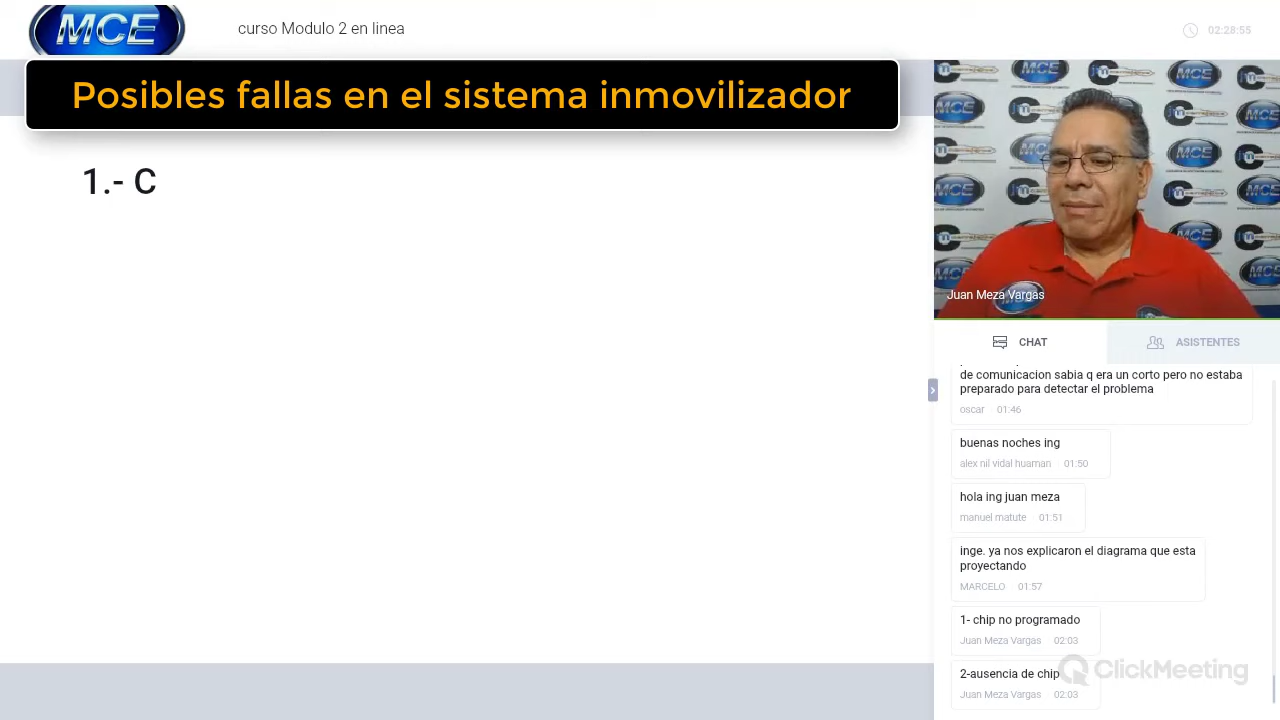 MCE
curso Modulo 2 en linea
02:28:55
Posibles fallas en el sistema inmovilizador
1.- C
Juan Meza Vargas
CHAT
ASISTENTES
de comunicacion sabia q era un corto pero no estaba
preparado para detectar el problema
oscar 01:46
buenas noches ing
alex nil vidal huaman 01:50
hola ing juan meza
manuel matute 01:51
inge. ya nos explicaron el diagrama que esta
proyectando
MARCELO 01:57
1- chip no programado
Juan Meza Vargas 02:03
2-ausencia de chip
Juan Meza Vargas 02:03
ClickMeeting